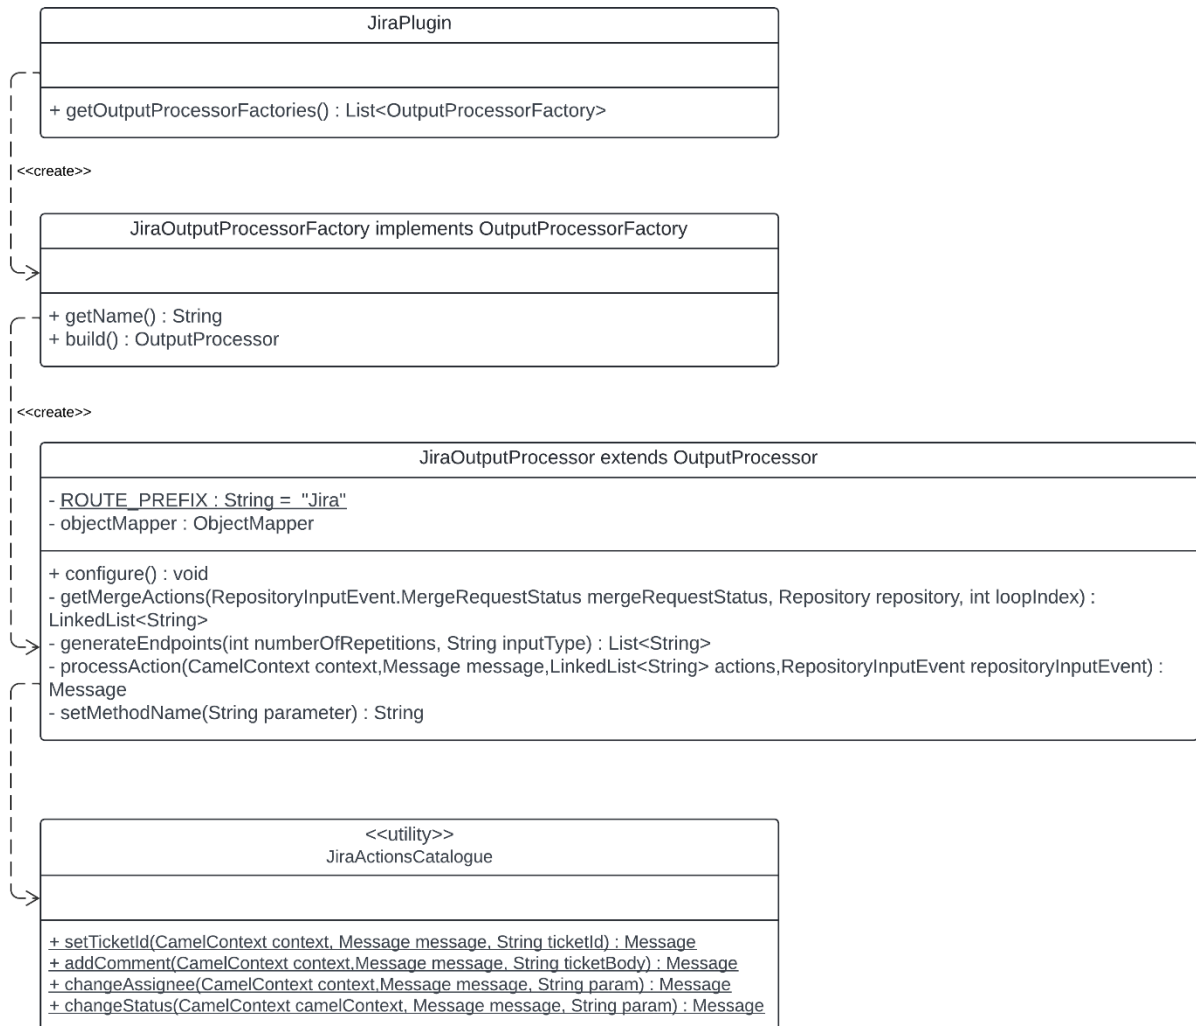 JiraPlugin
+ getOutputProcessorFactories() : List<OutputProcessorFactory>
<<create>>
JiraOutputProcessorFactory implements OutputProcessorFactory
+ getName() : String
+ build() : OutputProcessor
<<create>>
JiraOutputProcessor extends OutputProcessor
- ROUTE_PREFIX : String =  "Jira"
- objectMapper : ObjectMapper
+ configure() : void
- getMergeActions(RepositoryInputEvent.MergeRequestStatus mergeRequestStatus, Repository repository, int loopIndex) :
LinkedList<String>
- generateEndpoints(int numberOfRepetitions, String inputType) : List<String>
- processAction(CamelContext context,Message message,LinkedList<String> actions,RepositoryInputEvent repositoryInputEvent) :
Message
- setMethodName(String parameter) : String
<<utility>>
JiraActionsCatalogue
+ setTicketId(CamelContext context, Message message, String ticketId) : Message
+ addComment(CamelContext context,Message message, String ticketBody) : Message
+ changeAssignee(CamelContext context,Message message, String param) : Message
+ changeStatus(CamelContext camelContext, Message message, String param) : Message